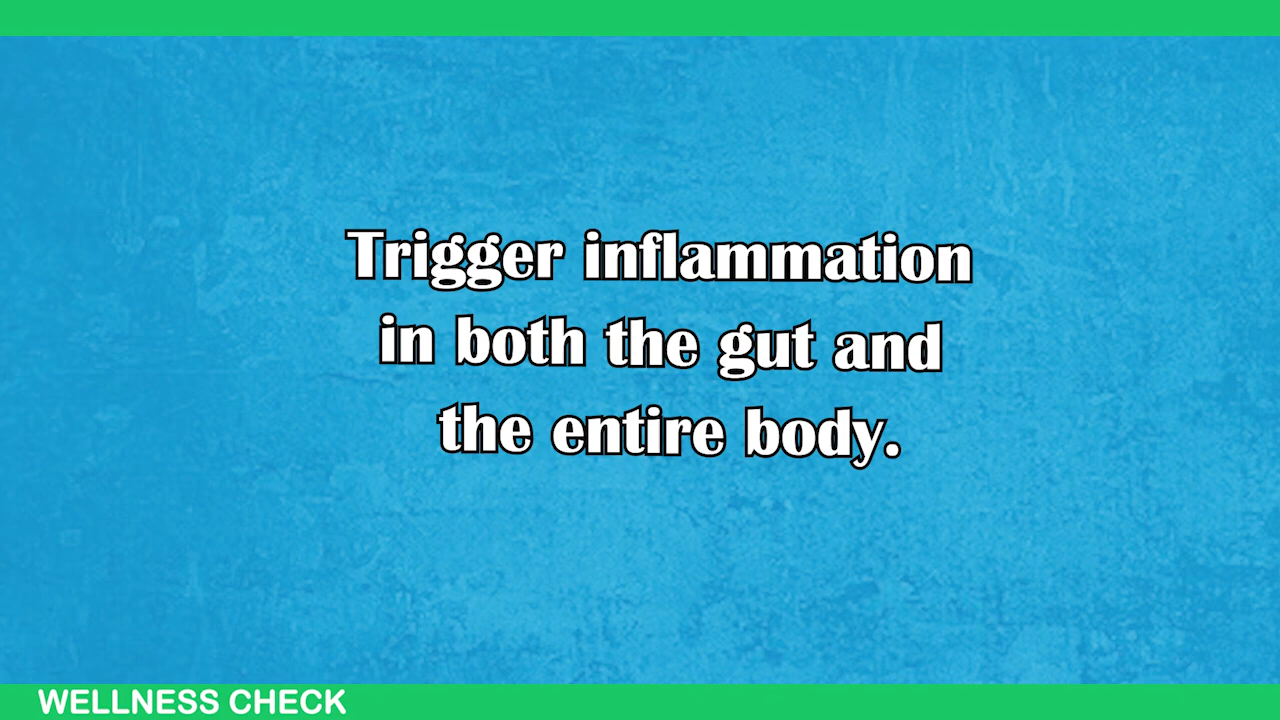 Trigger inflammation
in both the gut and
the entire body.
WELLNESS CHECK